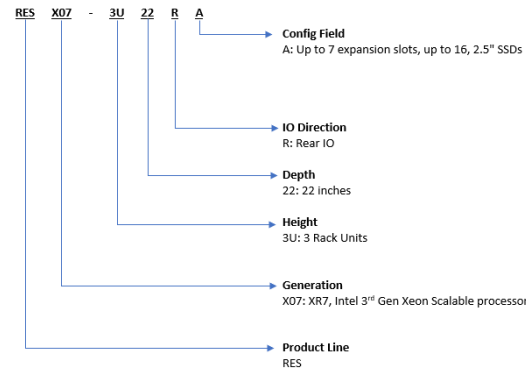 RES X07 - 3U 22 R A
Config Field
A: Up to 7 expansion slots, up to 16, 2.5" SSDs
IO Direction
R: Rear IO
Depth
22: 22 inches
Height
3U: 3 Rack Units
Generation
X07: XR7, Intel 3rd Gen Xeon Scalable processor
Product Line
RES